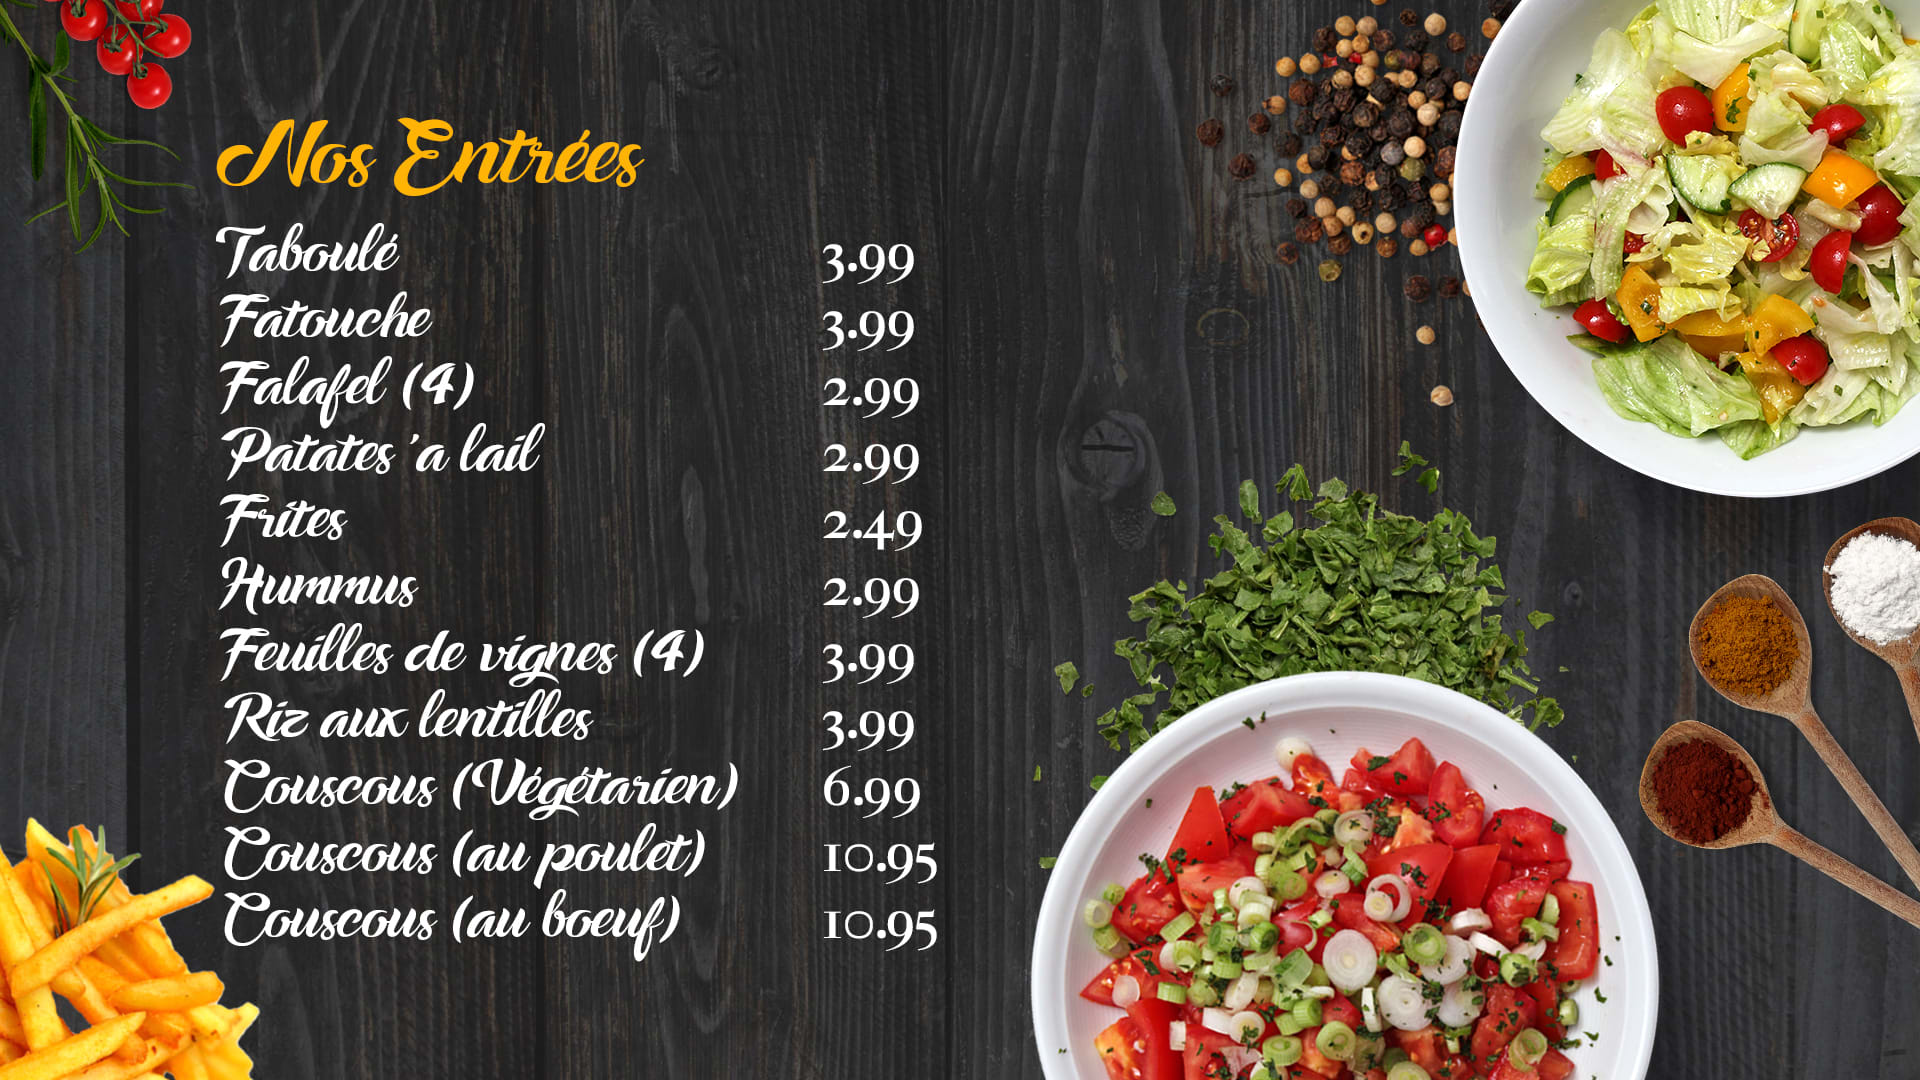 Nos Entrées
Taboulé 3.99
Fatouche 3.99
Falafel (4) 2.99
Patates 'a lail 2.99
Frites 2.49
Hummus 2.99
Feuilles de vignes (4) 3.99
Riz aux lentilles 3.99
Couscous (Végétarien) 6.99
Couscous (au poulet) 10.95
Couscous (au boeuf) 10.95